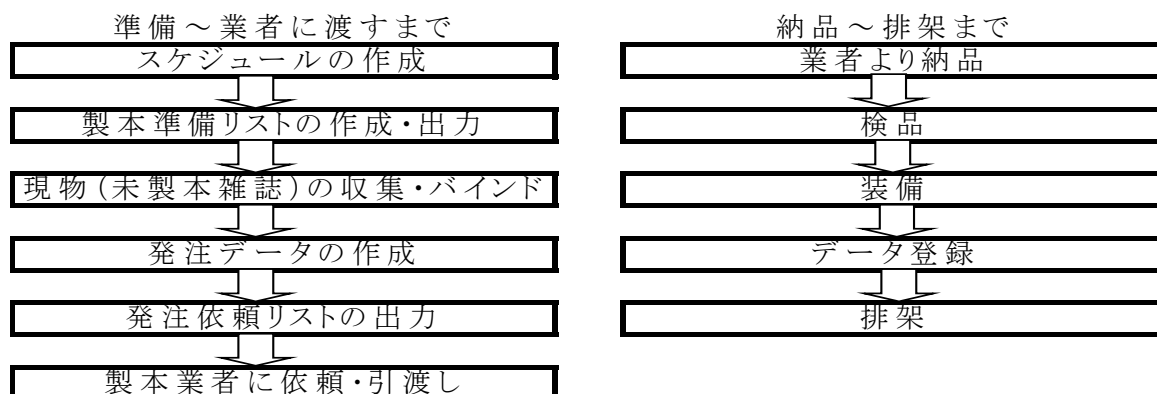 準備～業者に渡すまで
スケジュールの作成
製本準備リストの作成・出力
現物(未製本雑誌)の収集・バインド
発注データの作成
発注依頼リストの出力
製本業者に依頼・引渡し
納品～排架まで
業者より納品
検品
装備
データ登録
排架